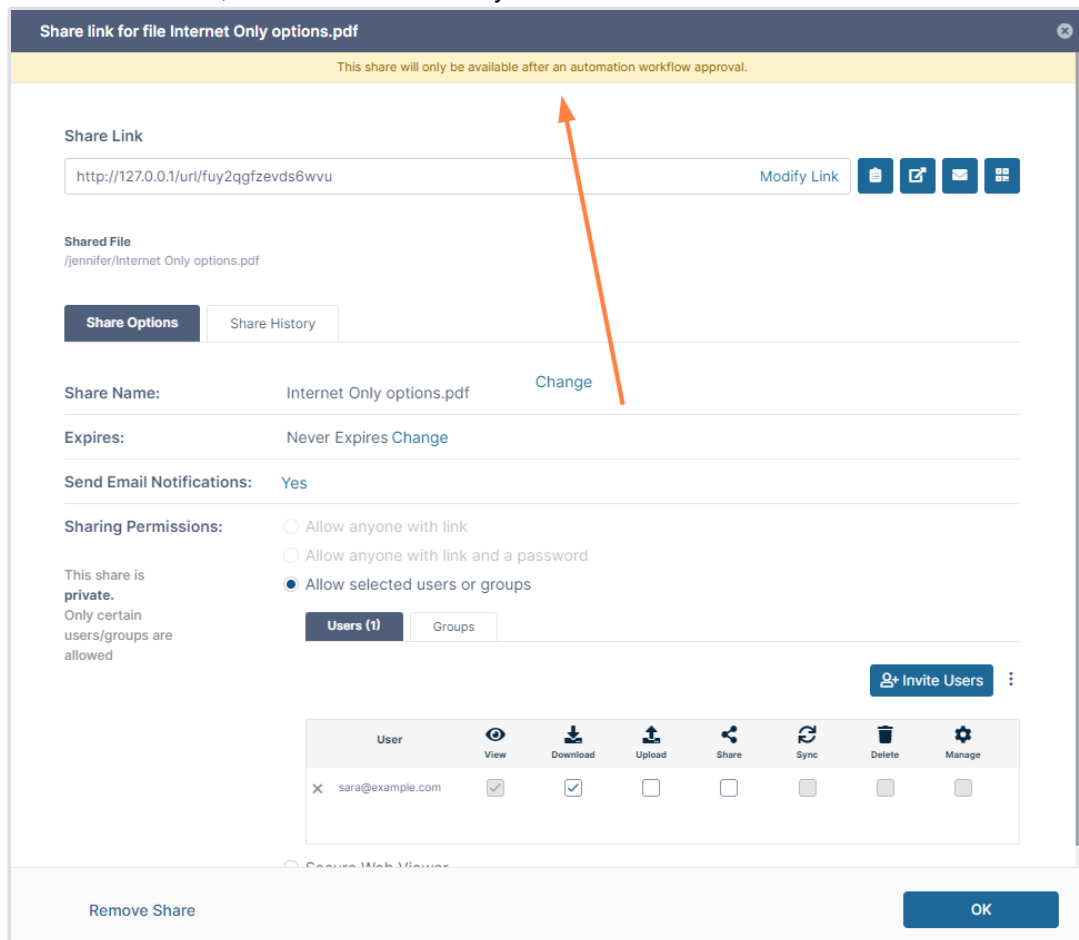 Share link for file Internet Only options.pdf
This share will only be available after an automation workflow approval.
Share Link
http://127.0.0.1/url/fuy2qgfzevds6wvu
Modify Link
Shared File
/jennifer/Internet Only options.pdf
Share Options
Share History
Share Name:
Internet Only options.pdf
Change
Expires:
Never Expires Change
Send Email Notifications:
Yes
Sharing Permissions:
Allow anyone with link
Allow anyone with link and a password
Allow selected users or groups
This share is
private.
Only certain
users/groups are
allowed
Users (1)
Groups
Invite Users
User
View
Download
Upload
Share
Sync
Delete
Manage
sara@example.com
Secure Web Viewer
Remove Share
OK